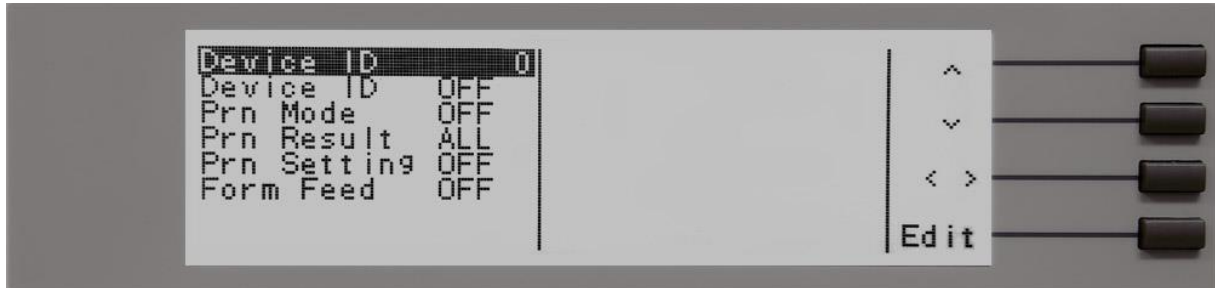 Device ID 0
Device ID OFF
Prn Mode OFF
Prn Result ALL
Prn Setting OFF
Form Feed OFF
^
˅
< >
Edit